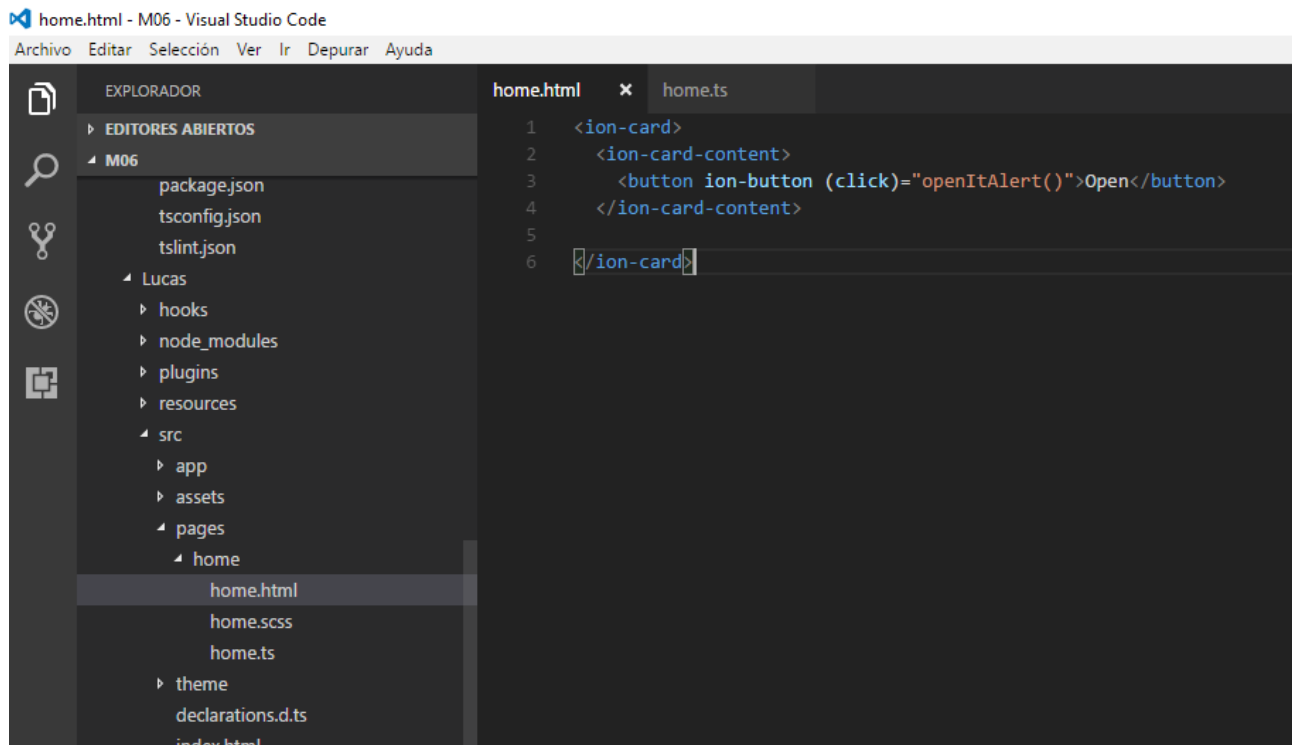 home.html - M06 - Visual Studio Code
Archivo Editar Selección Ver Ir Depurar Ayuda
EXPLORADOR
EDITORES ABIERTOS
M06
package.json
tsconfig.json
tslint.json
Lucas
hooks
node_modules
plugins
resources
src
app
assets
pages
home
home.html
home.scss
home.ts
theme
declarations.d.ts
index.html
home.html × home.ts
1 <ion-card>
2 <ion-card-content>
3 <button ion-button (click)="openItAlert()">Open</button>
4 </ion-card-content>
5
6 </ion-card>